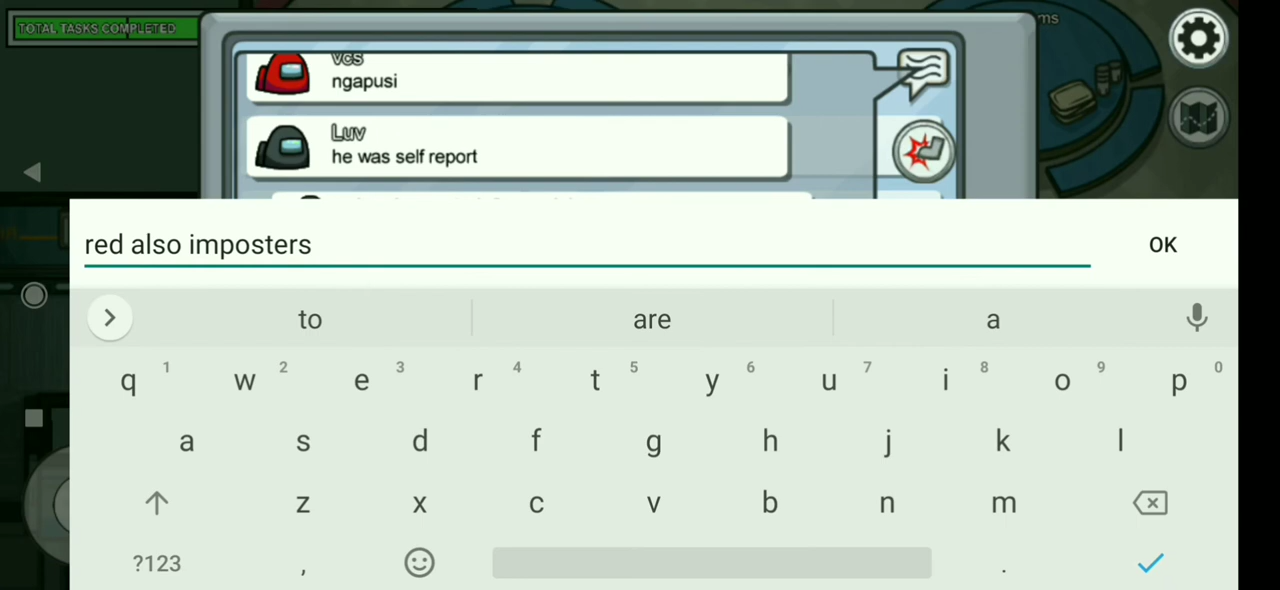 TOTAL TASKS COMPLETED
ms
vcs
ngapusi
Luv
he was self report
red also imposters
OK
to
are
a
q 1 w 2 e 3 r 4 t 5 y 6 u 7 i 8 o 9 p 0
a s d f g h j k l
z x c v b n m
?123 , .